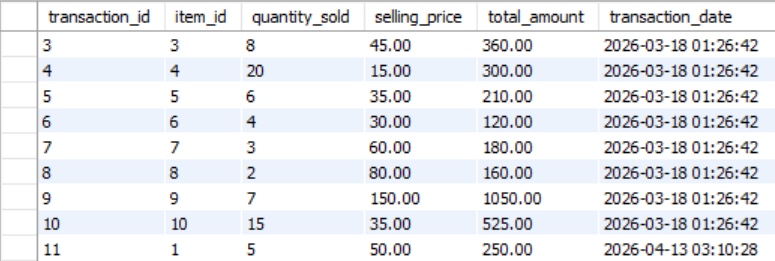 transaction_id item_id quantity_sold selling_price total_amount transaction_date
3 3 8 45.00 360.00 2026-03-18 01:26:42
4 4 20 15.00 300.00 2026-03-18 01:26:42
5 5 6 35.00 210.00 2026-03-18 01:26:42
6 6 4 30.00 120.00 2026-03-18 01:26:42
7 7 3 60.00 180.00 2026-03-18 01:26:42
8 8 2 80.00 160.00 2026-03-18 01:26:42
9 9 7 150.00 1050.00 2026-03-18 01:26:42
10 10 15 35.00 525.00 2026-03-18 01:26:42
11 1 5 50.00 250.00 2026-04-13 03:10:28